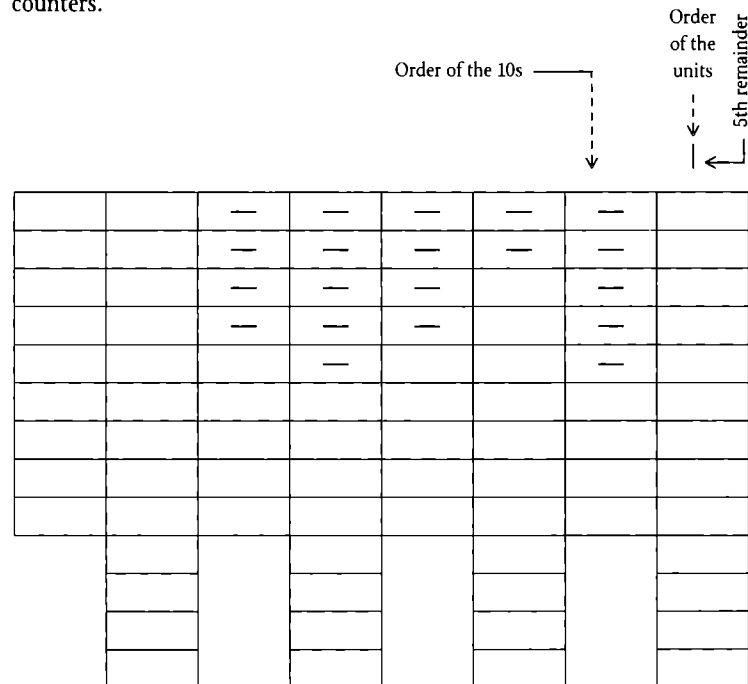 counters.
Order
of the
units
5th remainder
Order of the 10s